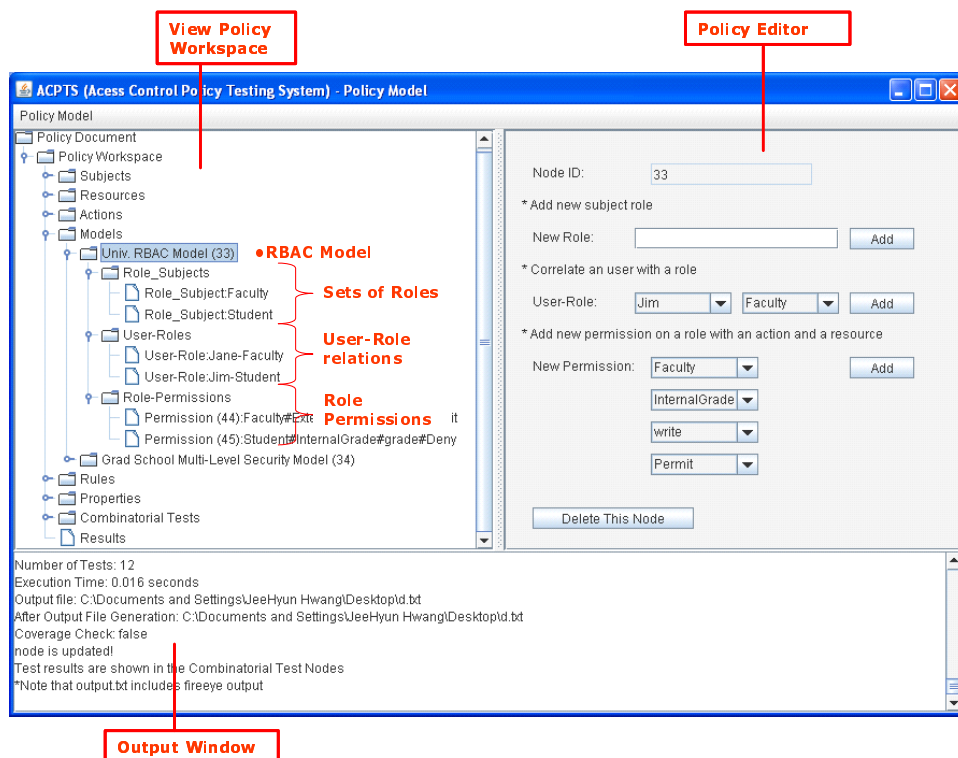 View Policy
Workspace
Policy Editor
ACPTS (Acess Control Policy Testing System) - Policy Model
Policy Model
Policy Document
Policy Workspace
Subjects
Resources
Actions
Models
Univ. RBAC Model (33)
•RBAC Model
Role_Subjects
Role_Subject:Faculty
Role_Subject:Student
Sets of Roles
User-Roles
User-Role:Jane-Faculty
User-Role:Jim-Student
User-Role
relations
Role-Permissions
Permission (44):Faculty#Exte it
Permission (45):Student#InternalGrade#grade#Deny
Role
Permissions
Grad School Multi-Level Security Model (34)
Rules
Properties
Combinatorial Tests
Results
Node ID: 33
* Add new subject role
New Role: Add
* Correlate an user with a role
User-Role: Jim Faculty Add
* Add new permission on a role with an action and a resource
New Permission: Faculty Add
InternalGrade
write
Permit
Delete This Node
Number of Tests: 12
Execution Time: 0.016 seconds
Output file: C:\Documents and Settings\JeeHyun Hwang\Desktop\d.txt
After Output File Generation: C:\Documents and Settings\JeeHyun Hwang\Desktop\d.txt
Coverage Check: false
node is updated!
Test results are shown in the Combinatorial Test Nodes
*Note that output.txt includes fireeye output
Output Window